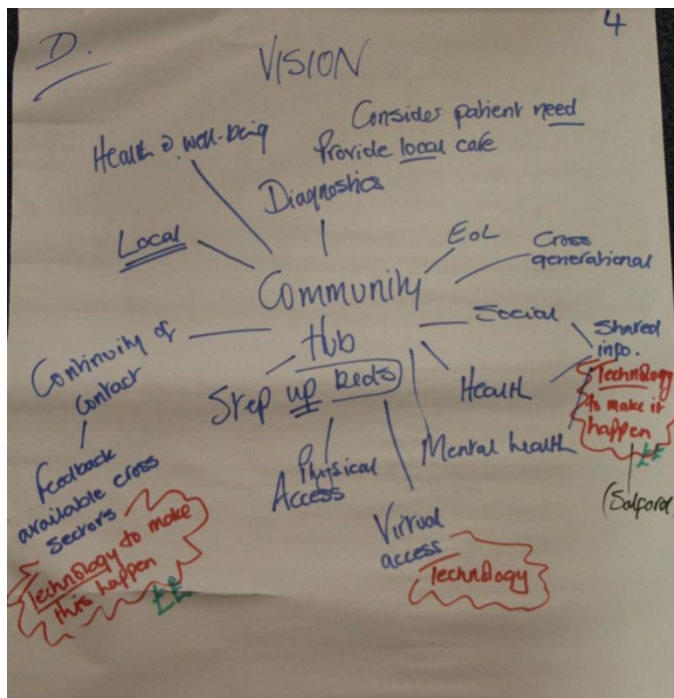 D.
4
VISION
Consider patient need
Provide local care
Health & well-being
Diagnostics
Local
EoL
Cross
generational
Community
Hub
Social
Shared
info.
Technology
to make it
happen
££
(Salford
Continuity of
contact
Step up beds
Health
Mental health
Physical
Access
Feedback
available cross
sectors
Technology to make
this happen
££
Virtual
access
Technology